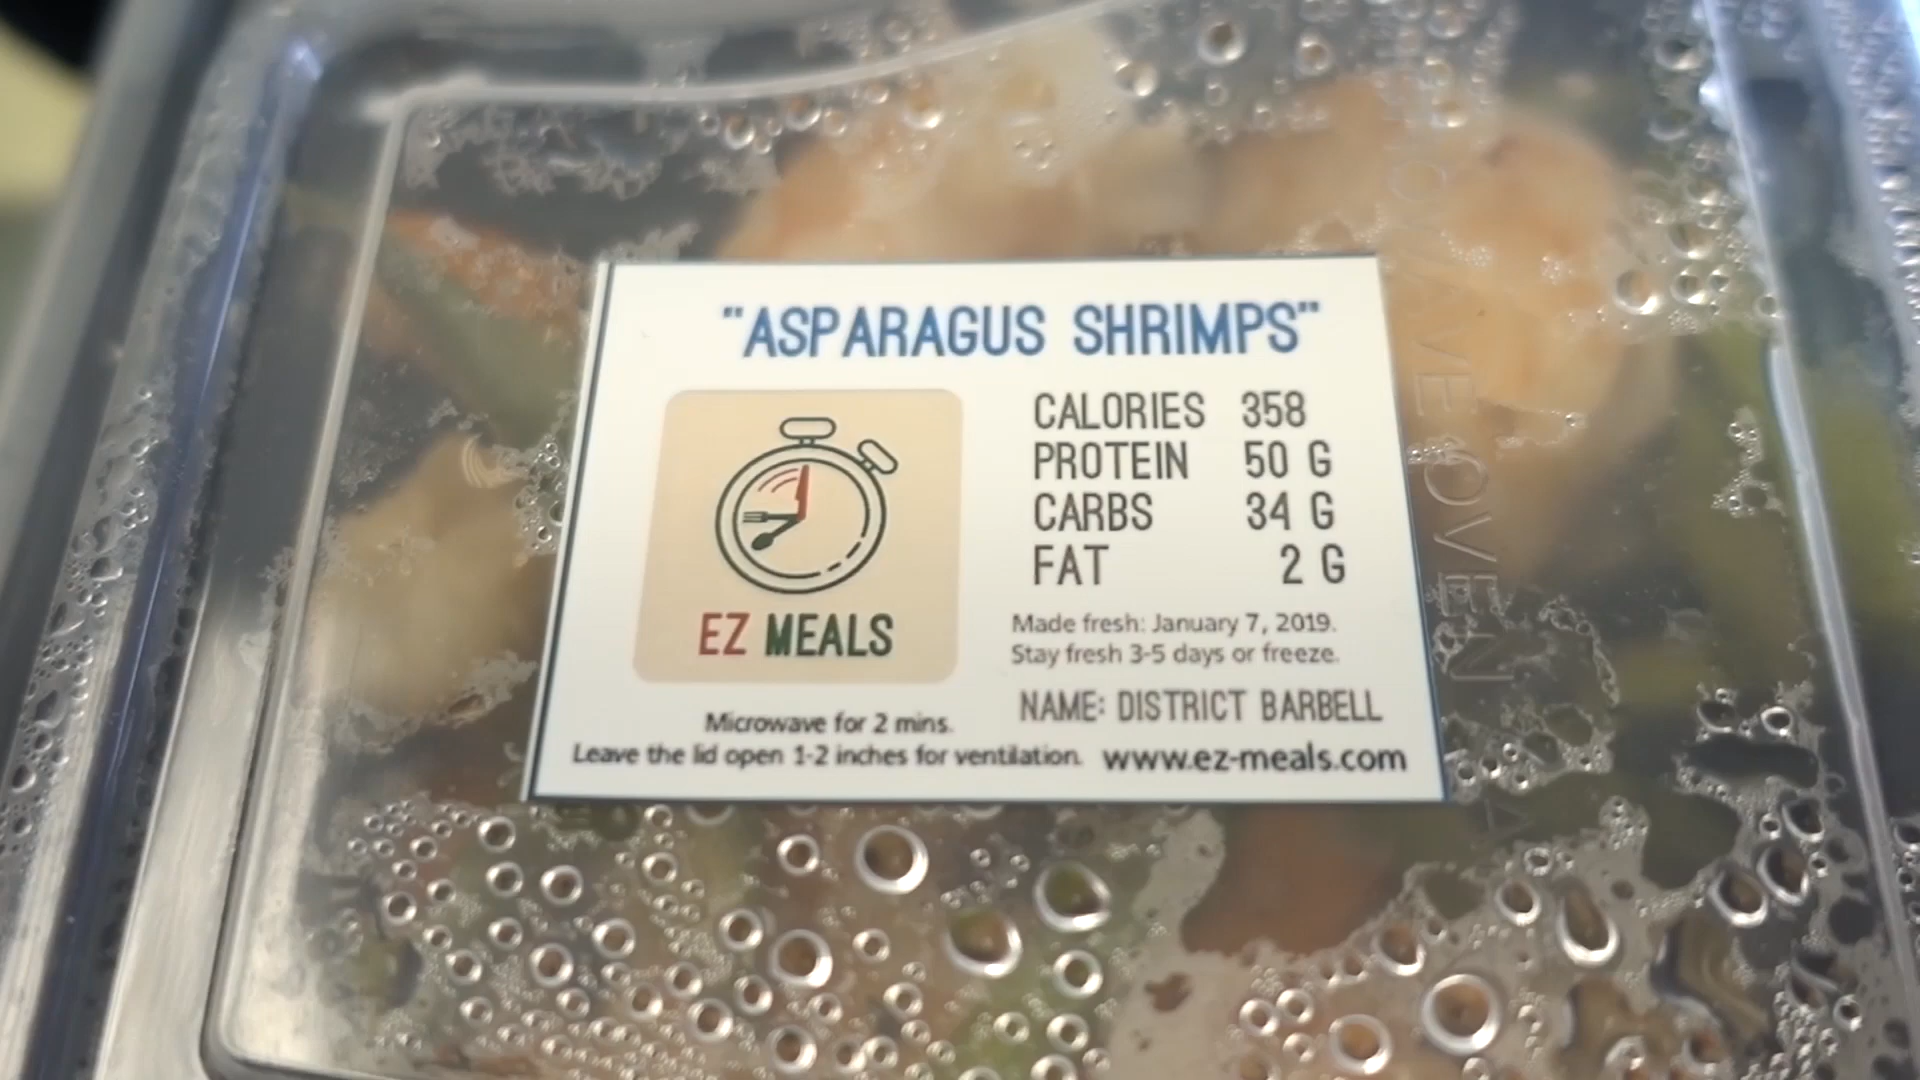 "ASPARAGUS SHRIMPS"
CALORIES 358
PROTEIN 50 G
CARBS 34 G
FAT 2 G
EZ MEALS
Made fresh: January 7, 2019.
Stay fresh 3-5 days or freeze.
NAME: DISTRICT BARBELL
Microwave for 2 mins.
Leave the lid open 1-2 inches for ventilation.
www.ez-meals.com
OVEN